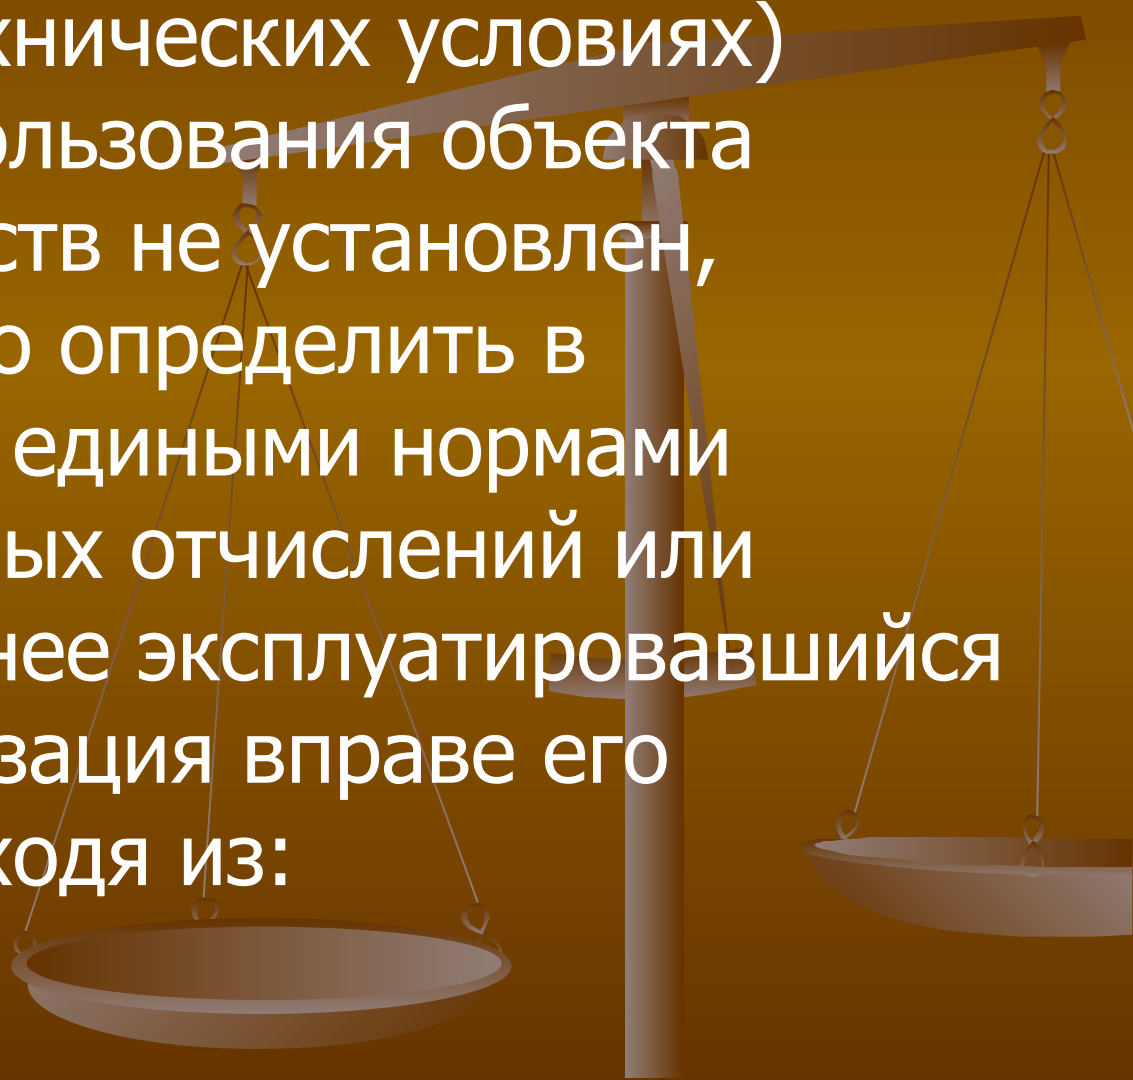 хнических условиях)
ользования объекта
ств не установлен,
о определить в
едиными нормами
ых отчислений или
нее эксплуатировавшийся
зация вправе его
ходя из: